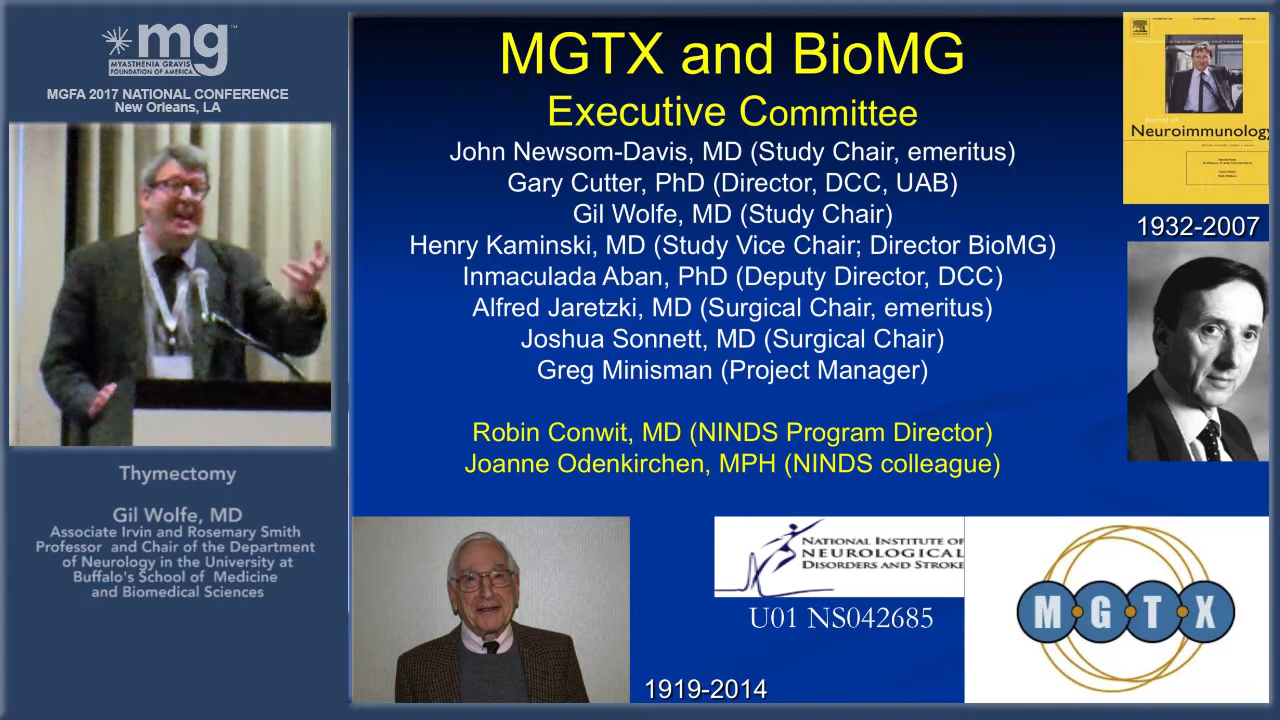 mg
™
MYASTHENIA GRAVIS
FOUNDATION OF AMERICA
MGFA 2017 NATIONAL CONFERENCE
New Orleans, LA
Thymectomy
Gil Wolfe, MD
Associate Irvin and Rosemary Smith
Professor and Chair of the Department
of Neurology in the University at
Buffalo's School of Medicine
and Biomedical Sciences
MGTX and BioMG
Executive Committee
John Newsom-Davis, MD (Study Chair, emeritus)
Gary Cutter, PhD (Director, DCC, UAB)
Gil Wolfe, MD (Study Chair)
Henry Kaminski, MD (Study Vice Chair; Director BioMG)
Inmaculada Aban, PhD (Deputy Director, DCC)
Alfred Jaretzki, MD (Surgical Chair, emeritus)
Joshua Sonnett, MD (Surgical Chair)
Greg Minisman (Project Manager)
Robin Conwit, MD (NINDS Program Director)
Joanne Odenkirchen, MPH (NINDS colleague)
Journal of
Neuroimmunology
1932-2007
1919-2014
NATIONAL INSTITUTE OF
NEUROLOGICAL
DISORDERS AND STROKE
U01 NS042685
MGTX